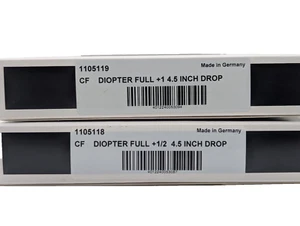 1105119
Made in Germany
CF DIOPTER FULL +1 4.5 INCH DROP
1105118
Made in Germany
CF DIOPTER FULL +1/2 4.5 INCH DROP